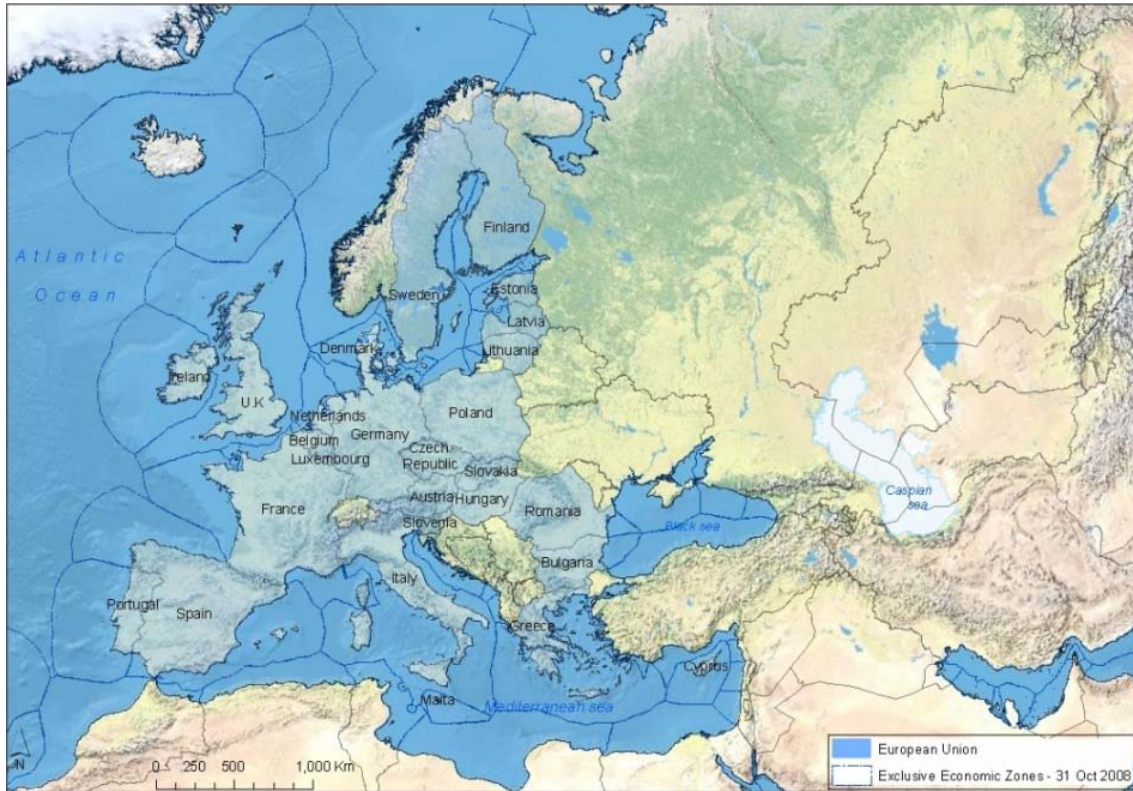 Finland
Atlantic
Ocean
Sweden
Estonia
Latvia
Denmark
Lithuania
Ireland
U.K
Netherlands
Poland
Belgium
Germany
Luxembourg
Czech
Republic
Slovakia
Austria
Hungary
Caspian
sea
France
Romania
Slovenia
Black sea
Bulgaria
Italy
Portugal
Spain
Greece
Cyprus
Malta
Mediterranean sea
N
0 250 500 1,000 Km
European Union
Exclusive Economic Zones - 31 Oct 2008